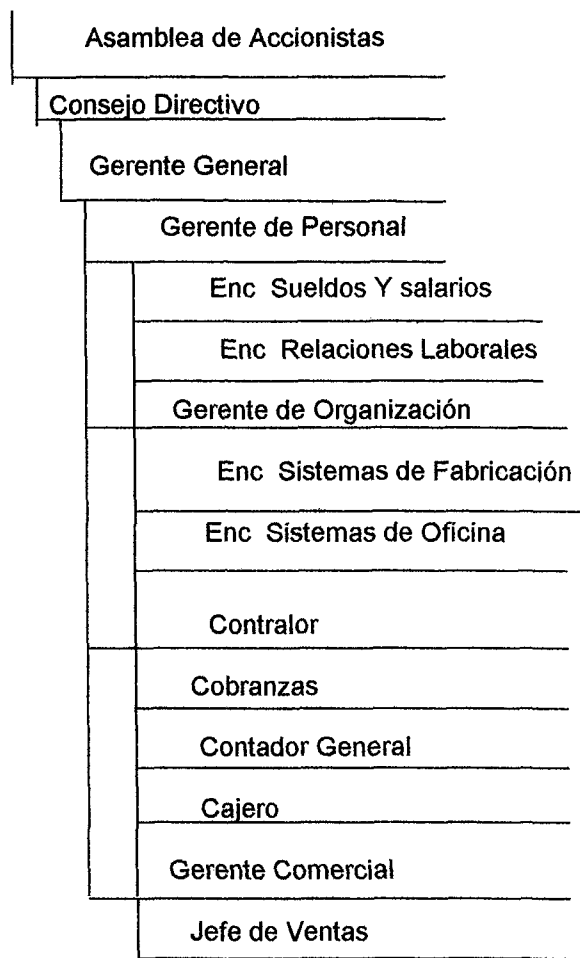 Asamblea de Accionistas
Consejo Directivo
Gerente General
Gerente de Personal
Enc Sueldos Y salarios
Enc Relaciones Laborales
Gerente de Organización
Enc Sistemas de Fabricación
Enc Sistemas de Oficina
Contralor
Cobranzas
Contador General
Cajero
Gerente Comercial
Jefe de Ventas